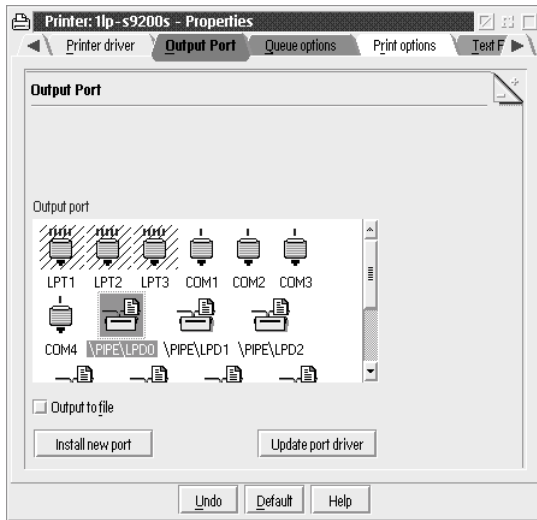 Printer: 1lp-s9200s - Properties
Printer driver Output Port Queue options Print options Text F
Output Port
Output port
LPT1 LPT2 LPT3 COM1 COM2 COM3
COM4 \PIPE\LPD0 \PIPE\LPD1 \PIPE\LPD2
Output to file
Install new port Update port driver
Undo Default Help